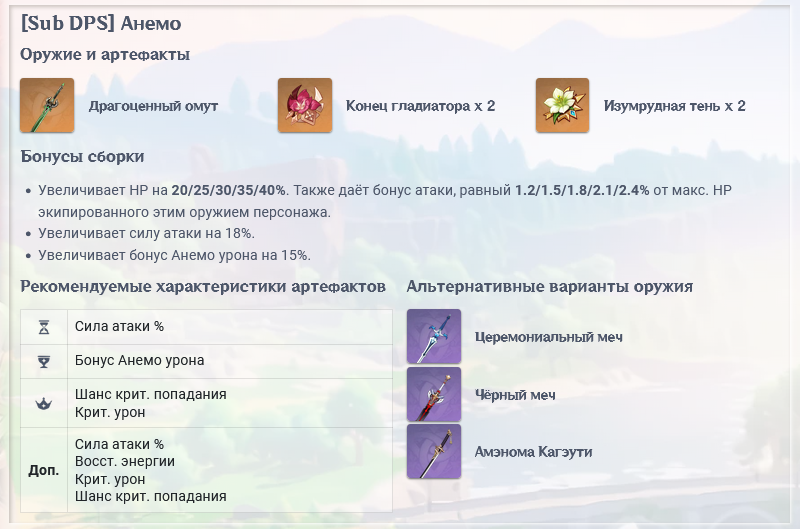 [Sub DPS] Анемо
Оружие и артефакты
Драгоценный омут
Конец гладиатора x 2
Изумрудная тень x 2
Бонусы сборки
• Увеличивает HP на 20/25/30/35/40%. Также даёт бонус атаки, равный 1.2/1.5/1.8/2.1/2.4% от макс. HP
экипированного этим оружием персонажа.
• Увеличивает силу атаки на 18%.
• Увеличивает бонус Анемо урона на 15%.
Рекомендуемые характеристики артефактов
Сила атаки %
Бонус Анемо урона
Шанс крит. попадания
Крит. урон
Доп.
Сила атаки %
Восст. энергии
Крит. урон
Шанс крит. попадания
Альтернативные варианты оружия
Церемониальный меч
Чёрный меч
Амэнома Кагэути